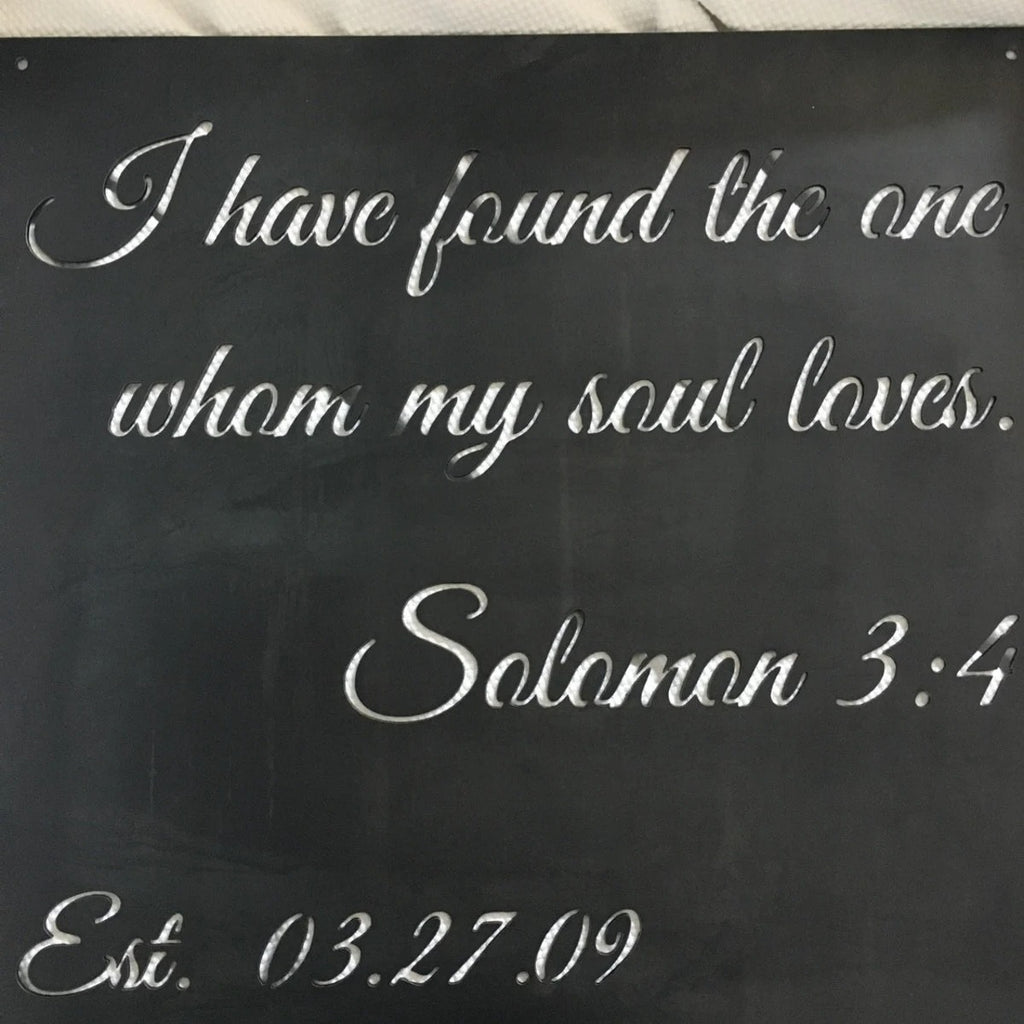 I have found the one
whom my soul loves.
Solomon 3:4
Est. 03.27.09